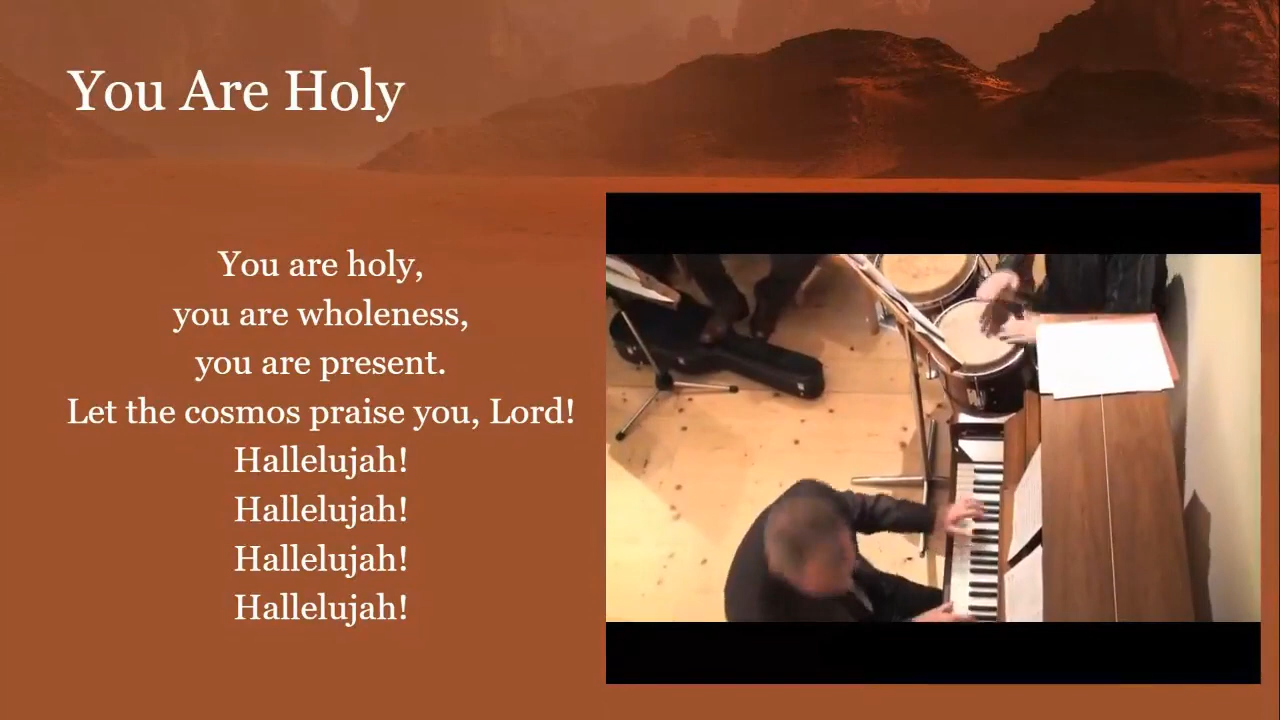 You Are Holy
You are holy,
you are wholeness,
you are present.
Let the cosmos praise you, Lord!
Hallelujah!
Hallelujah!
Hallelujah!
Hallelujah!